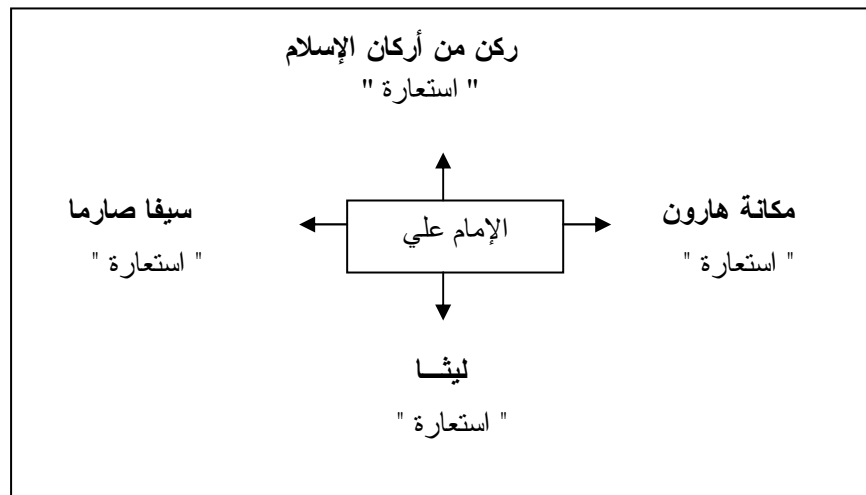 ركن من أركان الإسلام
" استعارة "
مكانة هارون
" استعارة "
الإمام علي
سيفا صارما
" استعارة "
ليثـــا
" استعارة "